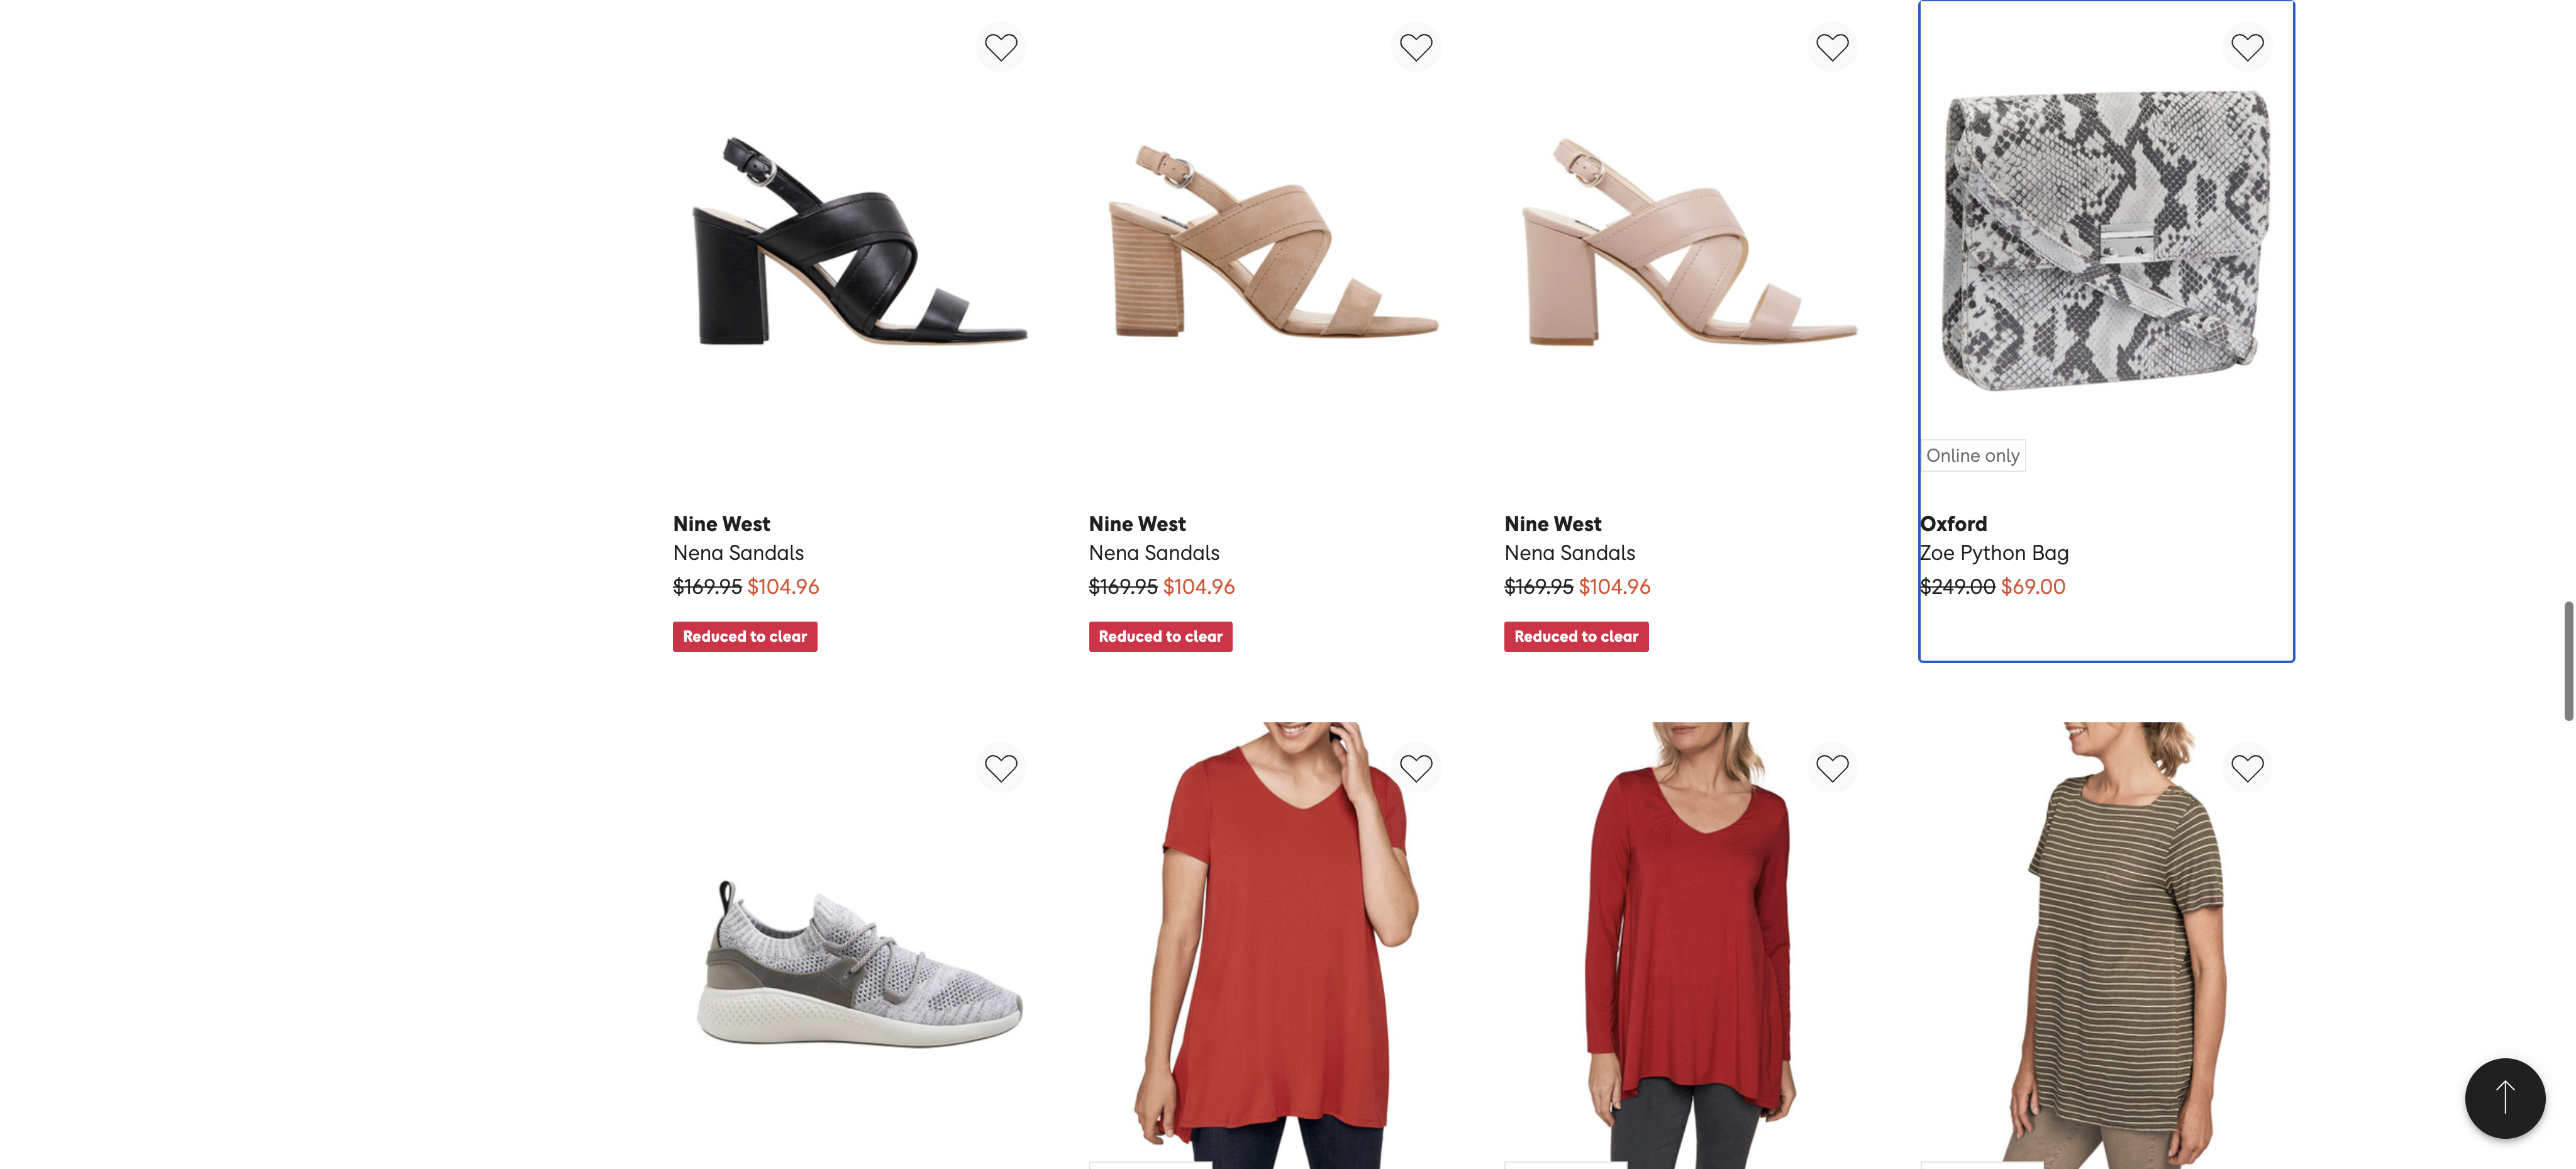 Online only
Nine West
Nena Sandals
$169.95 $104.96
Reduced to clear
Nine West
Nena Sandals
$169.95 $104.96
Reduced to clear
Nine West
Nena Sandals
$169.95 $104.96
Reduced to clear
Oxford
Zoe Python Bag
$249.00 $69.00